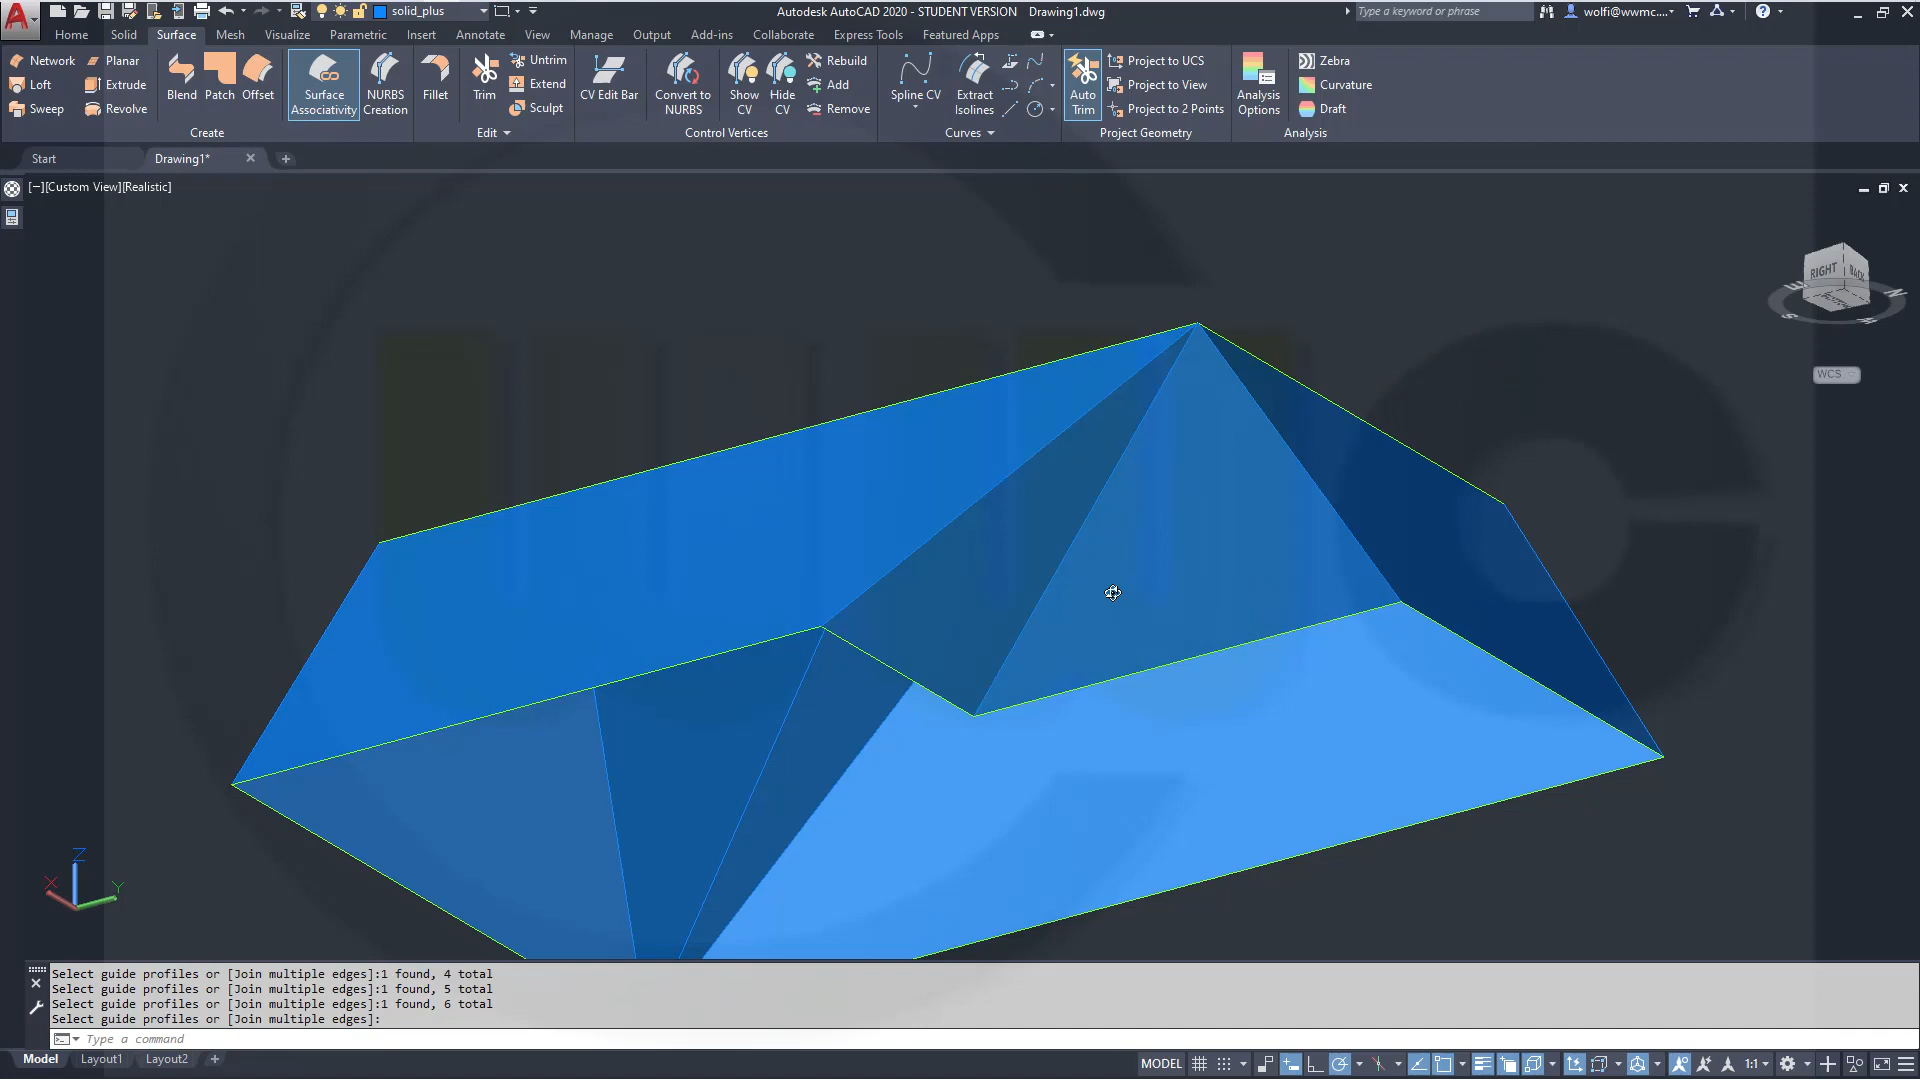 solid_plus
Autodesk AutoCAD 2020 - STUDENT VERSION Drawing1.dwg
Type a keyword or phrase
wolfi@wwmc....
Home Solid Surface Mesh Visualize Parametric Insert Annotate View Manage Output Add-ins Collaborate Express Tools Featured Apps
Network Planar
Loft Extrude
Sweep Revolve
Create
Blend Patch Offset
Surface Associativity
NURBS Creation
Fillet
Trim
Untrim
Extend
Sculpt
Edit
CV Edit Bar
Convert to NURBS
Show CV
Hide CV
Rebuild
Add
Remove
Control Vertices
Spline CV
Extract Isolines
Curves
Auto Trim
Project to UCS
Project to View
Project to 2 Points
Project Geometry
Analysis Options
Zebra
Curvature
Draft
Analysis
Start Drawing1*
[−][Custom View][Realistic]
RIGHT BACK
BOTTOM
E N
S W
WCS
Z
X Y
Select guide profiles or [Join multiple edges]:1 found, 4 total
Select guide profiles or [Join multiple edges]:1 found, 5 total
Select guide profiles or [Join multiple edges]:1 found, 6 total
Select guide profiles or [Join multiple edges]:
Type a command
Model Layout1 Layout2
MODEL 1:1